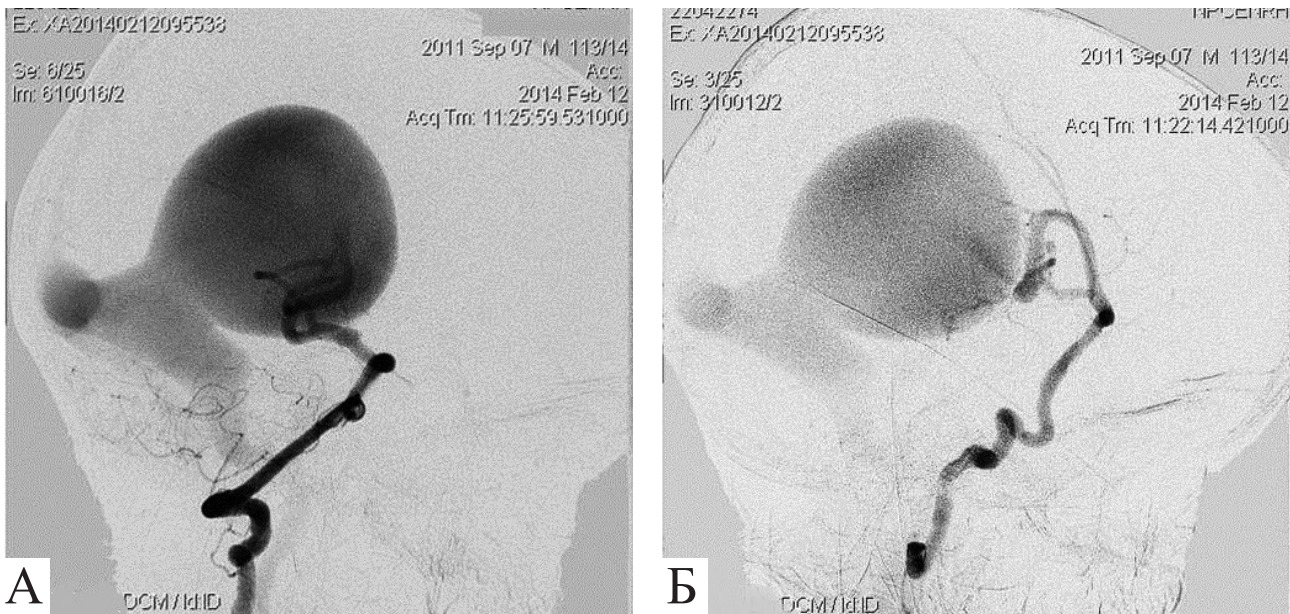 Ex: XA20140212095538
2011 Sep 07 M 113/14
Se: 6/25
Acc:
Im: 610016/2
2014 Feb 12
Acq Tm: 11:25:59.531000
А
DCM / Id:ID
22042274
Ex: XA20140212095538
2011 Sep 07 M 113/14
Se: 3/25
Acc:
Im: 310012/2
2014 Feb 12
Acq Tm: 11:22:14.421000
Б
DCM / Id:ID